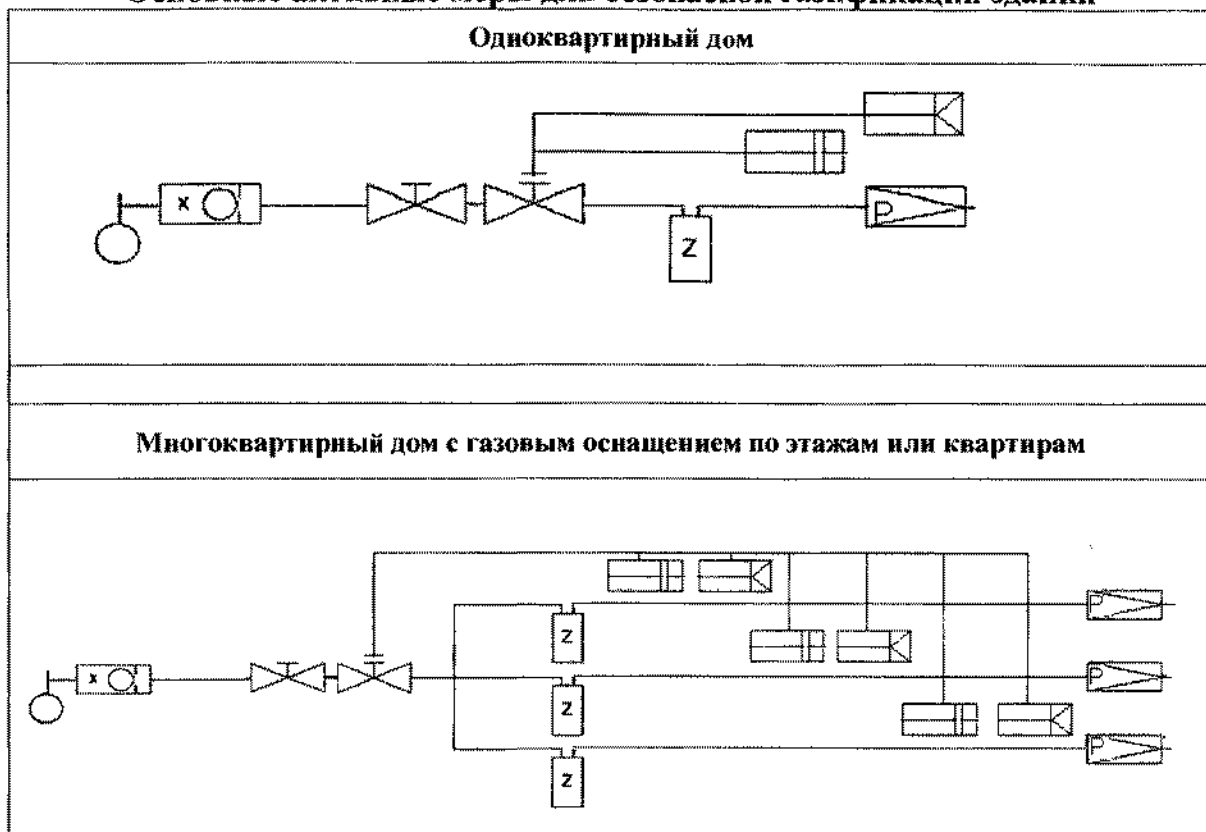 Одноквартирный дом
x
P
Z
Многоквартирный дом с газовым оснащением по этажам или квартирам
P
Z
x
P
Z
P
Z